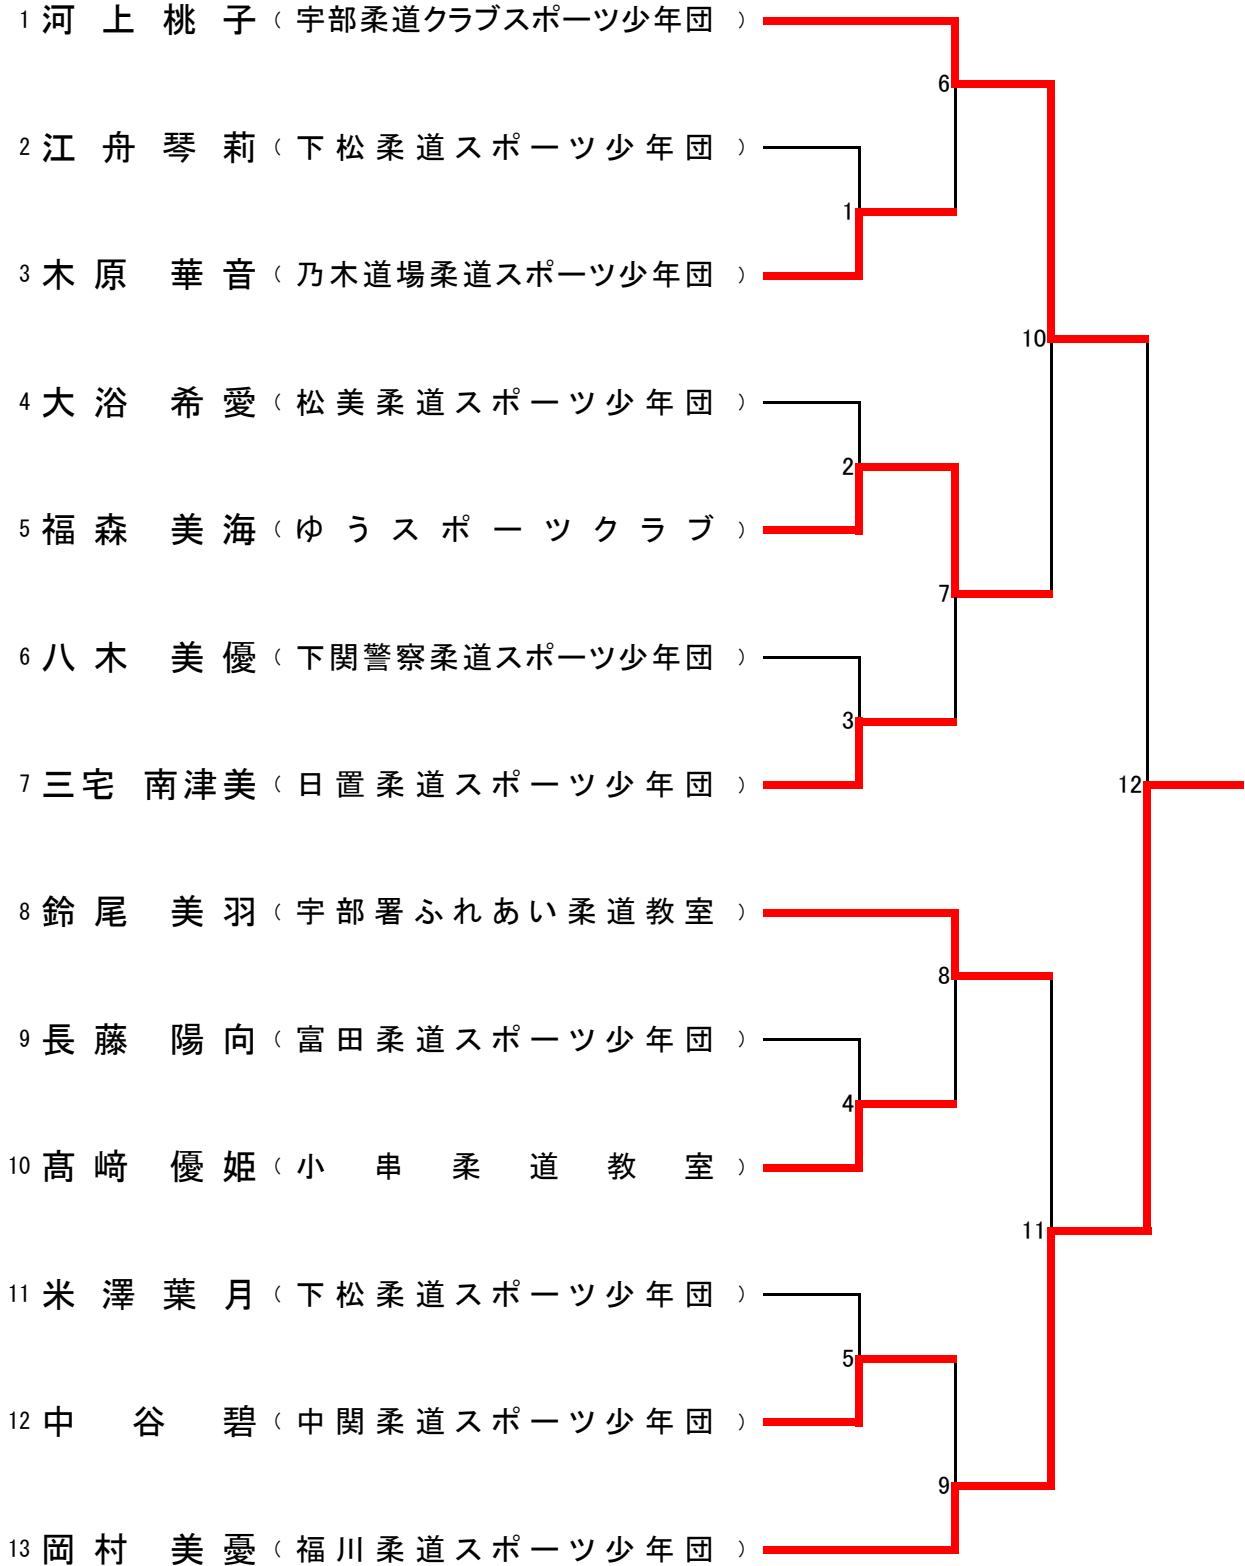 1 河上桃子 （宇部柔道クラブスポーツ少年団）
6
2 江舟琴莉 （下松柔道スポーツ少年団）
1
3 木原 華音 （乃木道場柔道スポーツ少年団）
10
4 大浴 希愛 （松美柔道スポーツ少年団）
2
5 福森 美海 （ゆうスポーツクラブ）
7
6 八木 美優 （下関警察柔道スポーツ少年団）
3
7 三宅 南津美 （日置柔道スポーツ少年団）
12
8 鈴尾 美羽 （宇部署ふれあい柔道教室）
8
9 長藤 陽向 （富田柔道スポーツ少年団）
4
10 髙﨑 優姫 （小串柔道教室）
11
11 米澤葉月 （下松柔道スポーツ少年団）
5
12 中谷碧 （中関柔道スポーツ少年団）
9
13 岡村 美憂 （福川柔道スポーツ少年団）